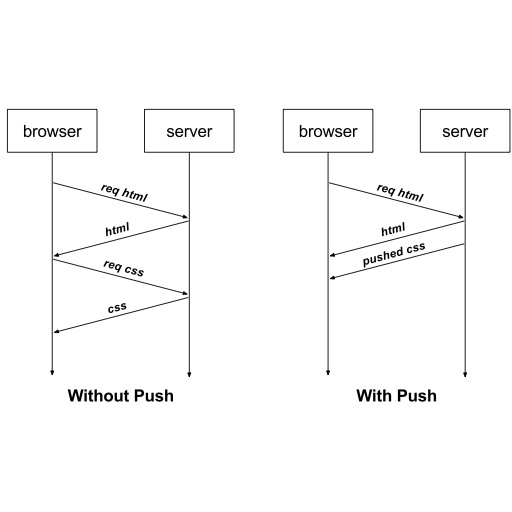 browser
server
req html
html
req css
css
Without Push
browser
server
req html
html
pushed css
With Push